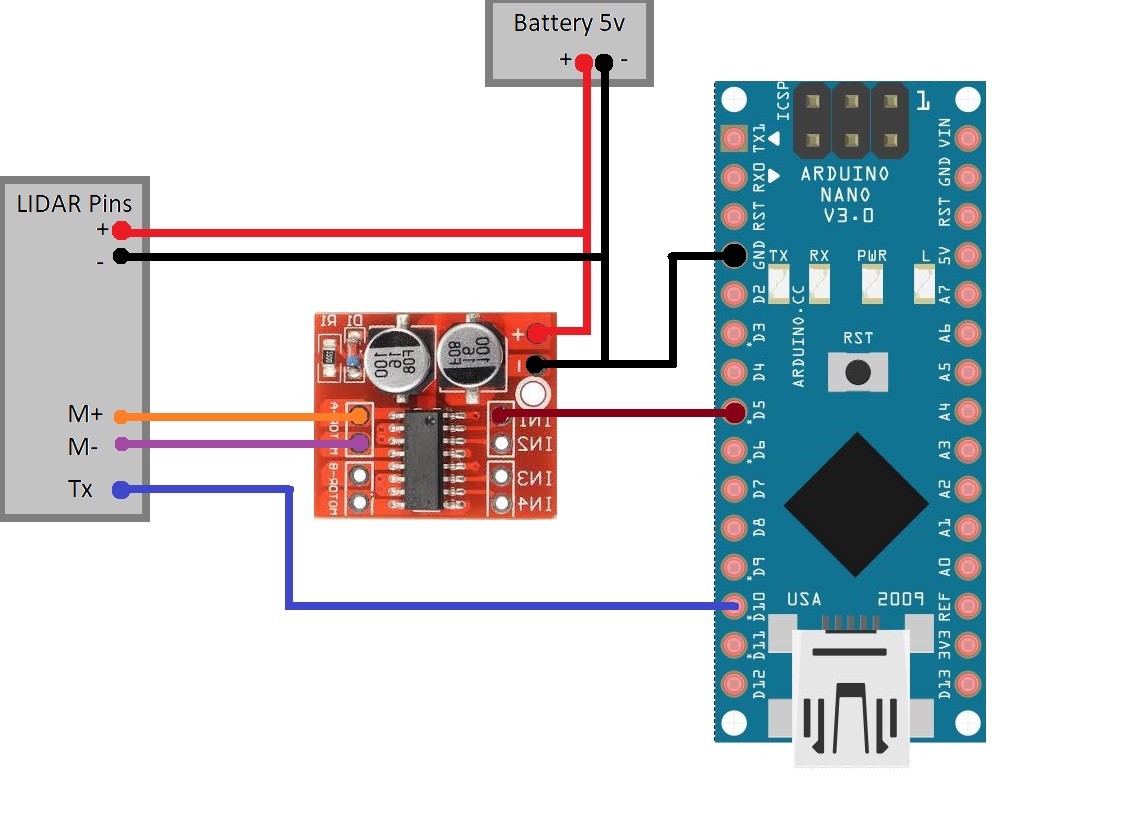 Battery 5v
+ -
LIDAR Pins
+
-
M+
M-
Tx
R1 D1
100
16
F08
F08
16
100
+
-
MOTOR-A
MOTOR-B
IN1
IN2
IN3
IN4
ICSP
1
ARDUINO
NANO
V3.0
TX RX PWR L
ARDUINO.CC
RST
USA 2009
TX1
RX0
RST
GND
D2
*D3
D4
*D5
*D6
D7
D8
*D9
*D10
*D11
D12
VIN
GND
RST
5V
A7
A6
A5
A4
A3
A2
A1
A0
REF
3V3
D13